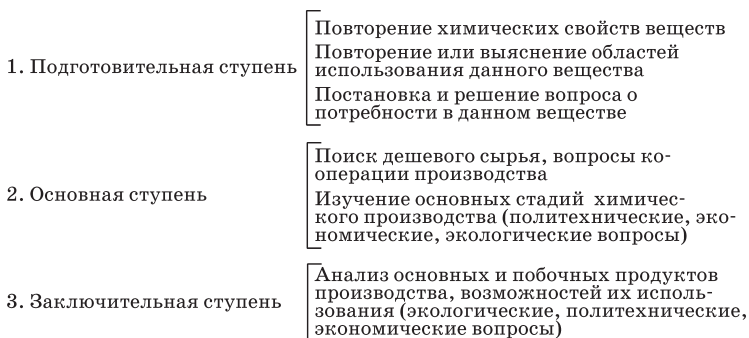 Повторение химических свойств веществ
Повторение или выяснение областей
1. Подготовительная ступень
использования данного вещества
Постановка и решение вопроса о
потребности в данном веществе
Поиск дешевого сырья, вопросы ко-
операции производства
2. Основная ступень
Изучение основных стадий химичес-
кого производства (политехнические, эко-
номические, экологические вопросы)
Анализ основных и побочных продуктов
производства, возможностей их исполь-
3. Заключительная ступень
зования (экологические, политехнические,
экономические вопросы)